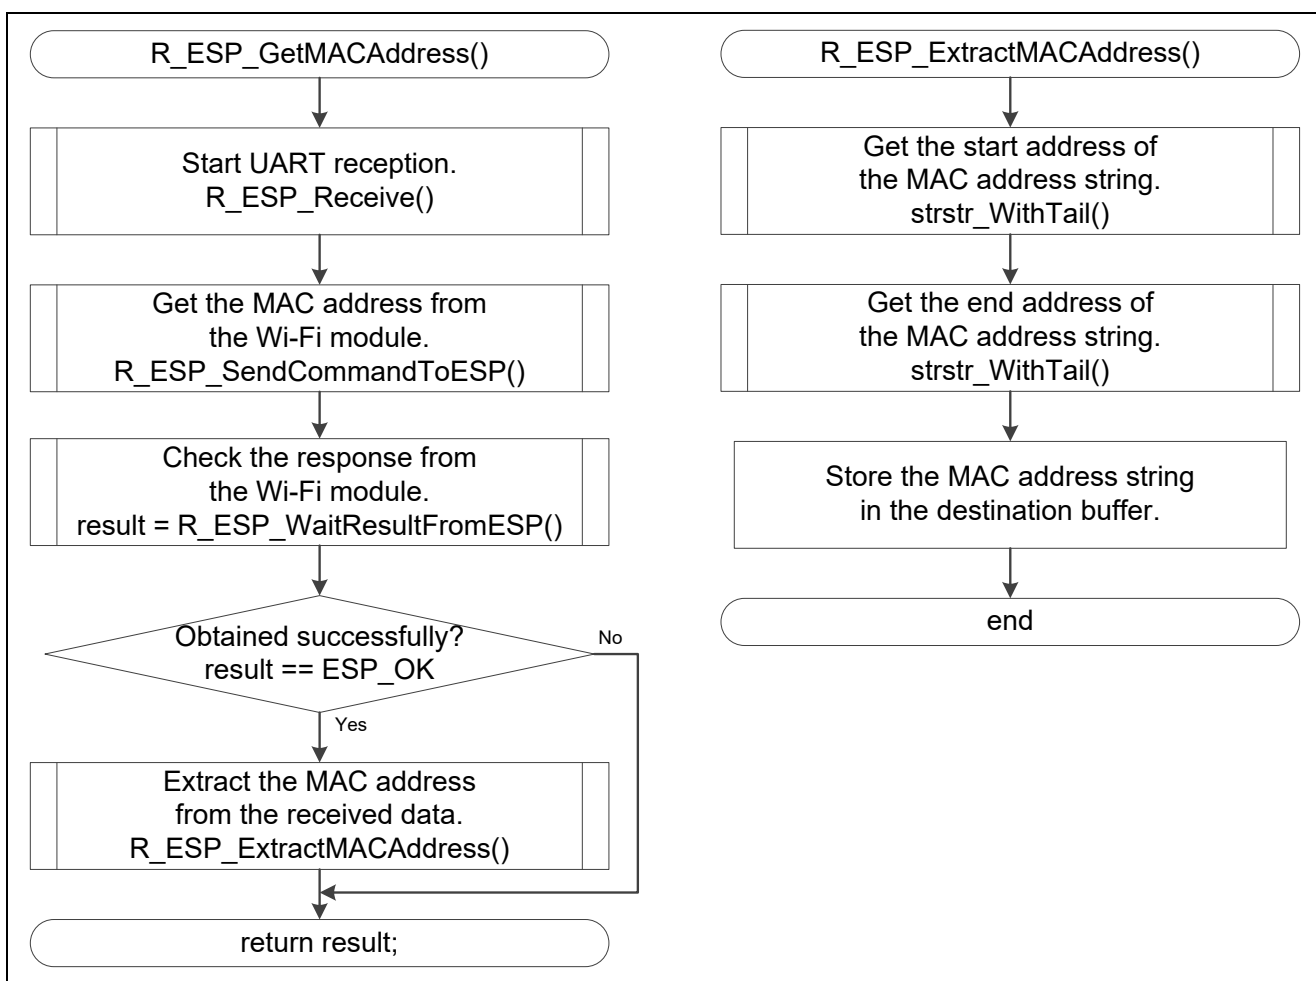 R_ESP_GetMACAddress()
Start UART reception.
R_ESP_Receive()
Get the MAC address from
the Wi-Fi module.
R_ESP_SendCommandToESP()
Check the response from
the Wi-Fi module.
result = R_ESP_WaitResultFromESP()
Obtained successfully?
result == ESP_OK
No
Yes
Extract the MAC address
from the received data.
R_ESP_ExtractMACAddress()
return result;
R_ESP_ExtractMACAddress()
Get the start address of
the MAC address string.
strstr_WithTail()
Get the end address of
the MAC address string.
strstr_WithTail()
Store the MAC address string
in the destination buffer.
end